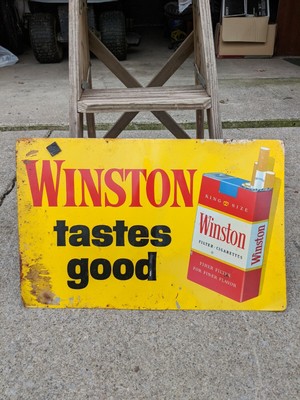 WINSTON
tastes
good
KING SIZE
Winston
FILTER CIGARETTES
FINER FILTER
FOR FINER FLAVOR
Winston